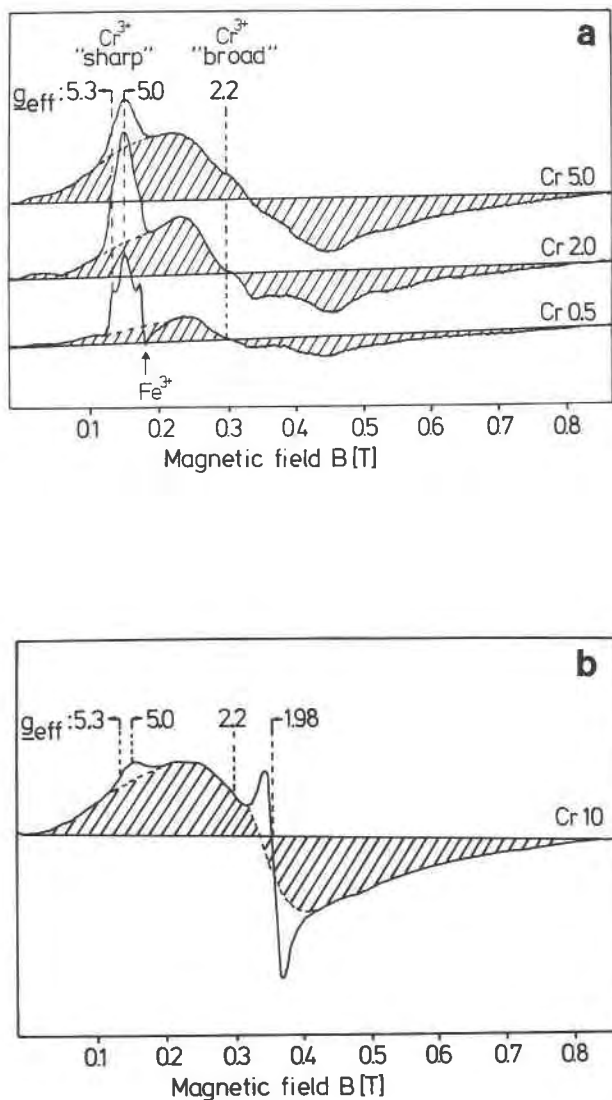 a
Cr³⁺ Cr³⁺
"sharp" "broad"
g_eff :5.3 5.0 2.2
Cr 5.0
Cr 2.0
Cr 0.5
Fe³⁺
0.1 0.2 0.3 0.4 0.5 0.6 0.7 0.8
Magnetic field B [T]
b
g_eff :5.3 5.0 2.2 1.98
Cr 10
0.1 0.2 0.3 0.4 0.5 0.6 0.7 0.8
Magnetic field B [T]